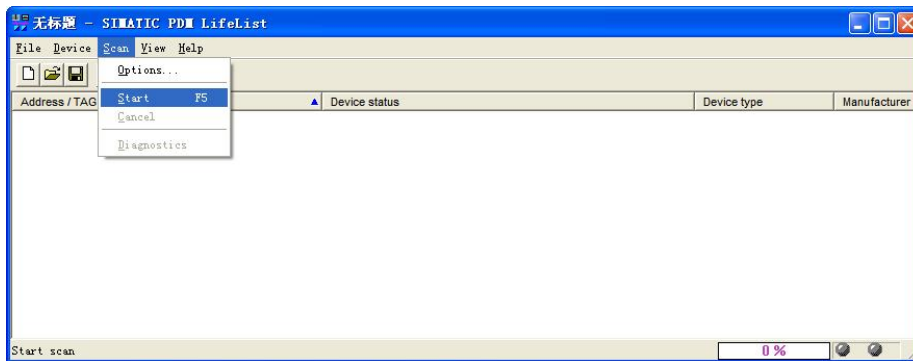 无标题 - SIMATIC PDM LifeList
File Device Scan View Help
Options...
Start F5
Cancel
Diagnostics
Address / TAG Device status Device type Manufacturer
Start scan 0 %